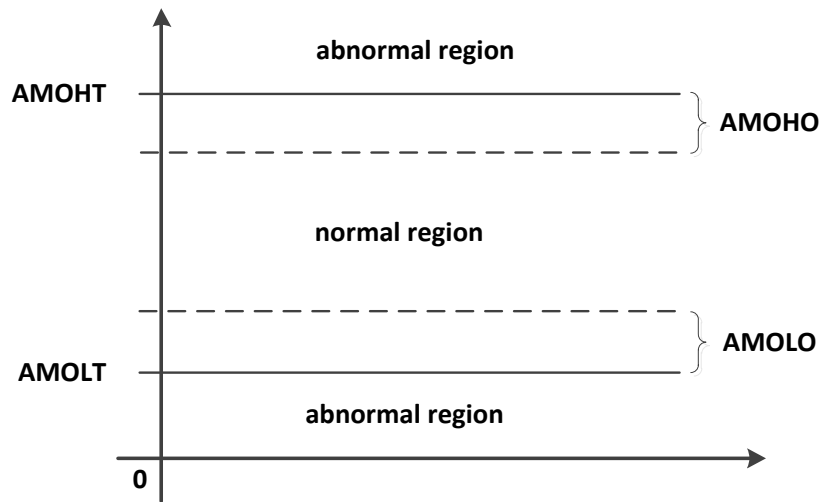 abnormal region
AMOHT
AMOHO
normal region
AMOLO
AMOLT
abnormal region
0